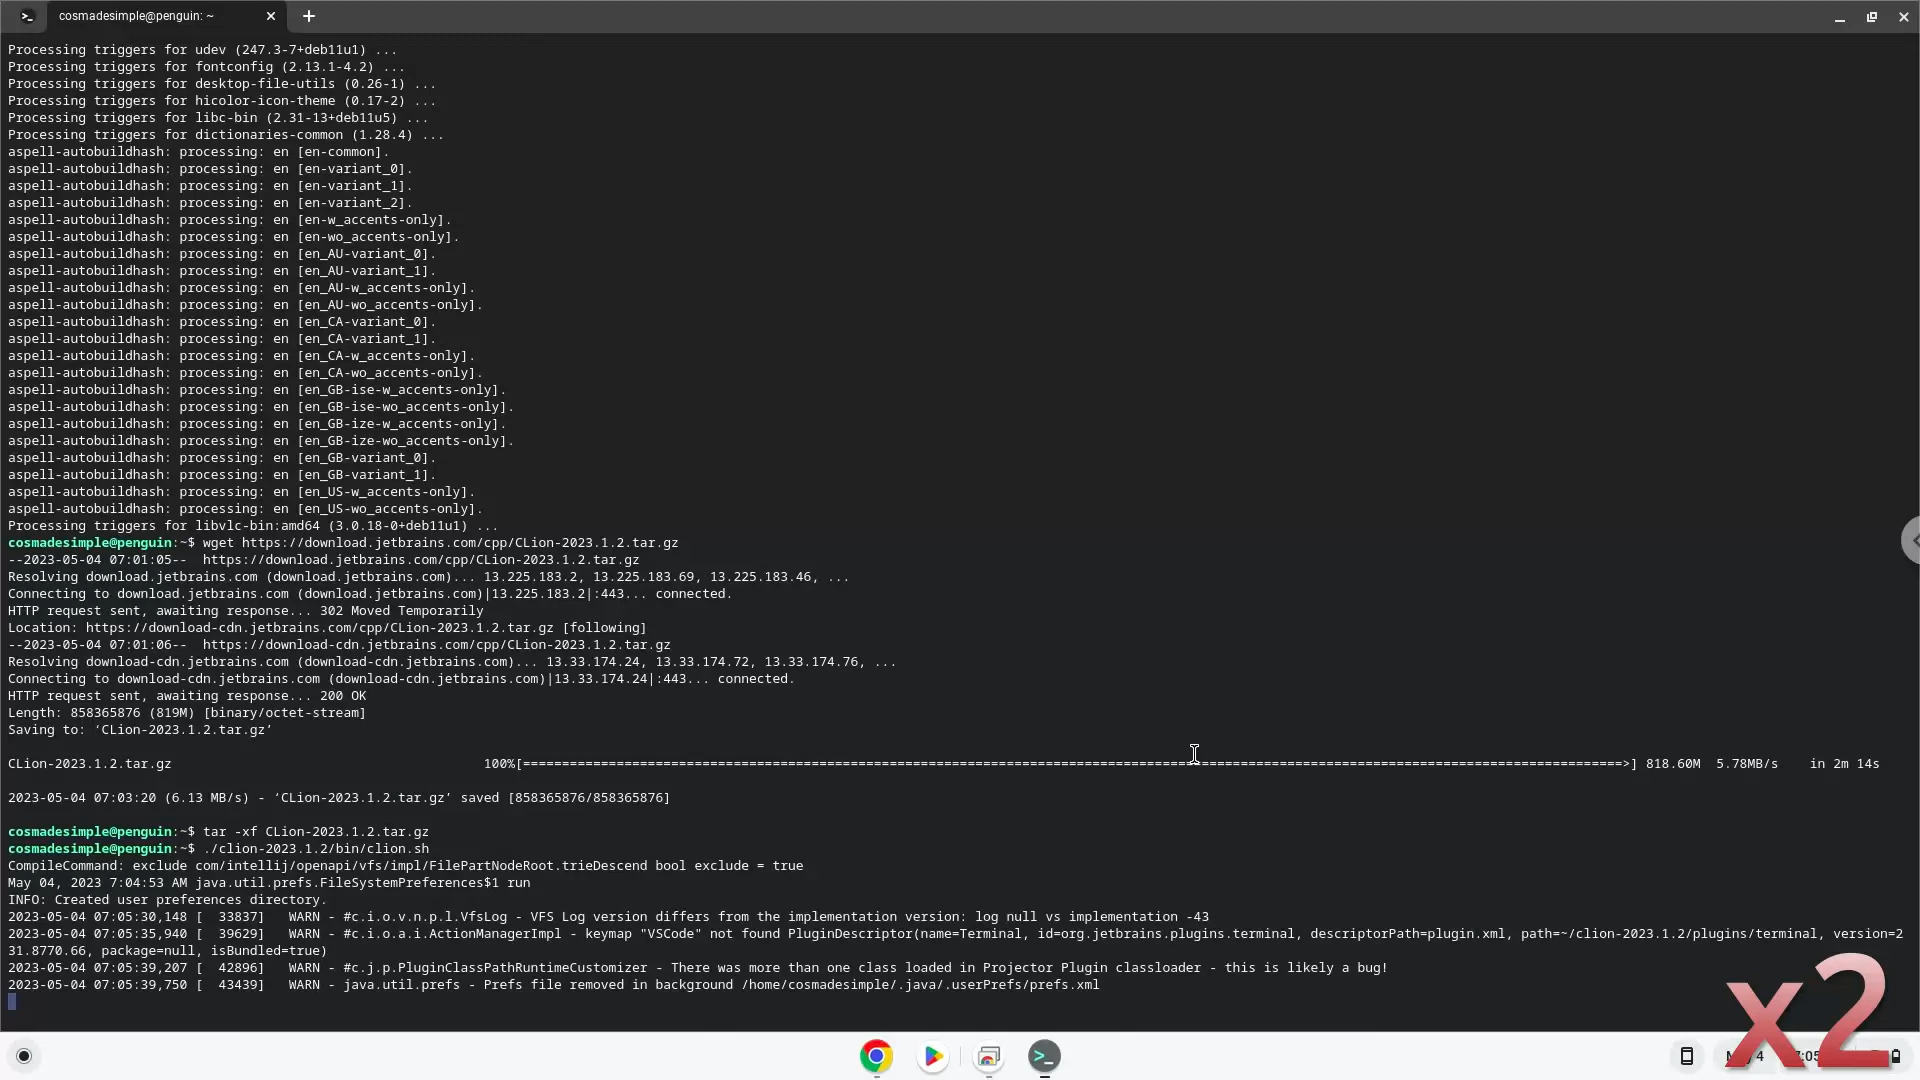 cosmadesimple@penguin: ~
Processing triggers for udev (247.3-7+deb11u1) ...
Processing triggers for fontconfig (2.13.1-4.2) ...
Processing triggers for desktop-file-utils (0.26-1) ...
Processing triggers for hicolor-icon-theme (0.17-2) ...
Processing triggers for libc-bin (2.31-13+deb11u5) ...
Processing triggers for dictionaries-common (1.28.4) ...
aspell-autobuildhash: processing: en [en-common].
aspell-autobuildhash: processing: en [en-variant_0].
aspell-autobuildhash: processing: en [en-variant_1].
aspell-autobuildhash: processing: en [en-variant_2].
aspell-autobuildhash: processing: en [en-w_accents-only].
aspell-autobuildhash: processing: en [en-wo_accents-only].
aspell-autobuildhash: processing: en [en_AU-variant_0].
aspell-autobuildhash: processing: en [en_AU-variant_1].
aspell-autobuildhash: processing: en [en_AU-w_accents-only].
aspell-autobuildhash: processing: en [en_AU-wo_accents-only].
aspell-autobuildhash: processing: en [en_CA-variant_0].
aspell-autobuildhash: processing: en [en_CA-variant_1].
aspell-autobuildhash: processing: en [en_CA-w_accents-only].
aspell-autobuildhash: processing: en [en_CA-wo_accents-only].
aspell-autobuildhash: processing: en [en_GB-ise-w_accents-only].
aspell-autobuildhash: processing: en [en_GB-ise-wo_accents-only].
aspell-autobuildhash: processing: en [en_GB-ize-w_accents-only].
aspell-autobuildhash: processing: en [en_GB-ize-wo_accents-only].
aspell-autobuildhash: processing: en [en_GB-variant_0].
aspell-autobuildhash: processing: en [en_GB-variant_1].
aspell-autobuildhash: processing: en [en_US-w_accents-only].
aspell-autobuildhash: processing: en [en_US-wo_accents-only].
Processing triggers for libvlc-bin:amd64 (3.0.18-0+deb11u1) ...
cosmadesimple@penguin:~$ wget https://download.jetbrains.com/cpp/CLion-2023.1.2.tar.gz
--2023-05-04 07:01:05--  https://download.jetbrains.com/cpp/CLion-2023.1.2.tar.gz
Resolving download.jetbrains.com (download.jetbrains.com)... 13.225.183.2, 13.225.183.69, 13.225.183.46, ...
Connecting to download.jetbrains.com (download.jetbrains.com)|13.225.183.2|:443... connected.
HTTP request sent, awaiting response... 302 Moved Temporarily
Location: https://download-cdn.jetbrains.com/cpp/CLion-2023.1.2.tar.gz [following]
--2023-05-04 07:01:06--  https://download-cdn.jetbrains.com/cpp/CLion-2023.1.2.tar.gz
Resolving download-cdn.jetbrains.com (download-cdn.jetbrains.com)... 13.33.174.24, 13.33.174.72, 13.33.174.76, ...
Connecting to download-cdn.jetbrains.com (download-cdn.jetbrains.com)|13.33.174.24|:443... connected.
HTTP request sent, awaiting response... 200 OK
Length: 858365876 (819M) [binary/octet-stream]
Saving to: ‘CLion-2023.1.2.tar.gz’
CLion-2023.1.2.tar.gz 100%[=============================================>] 818.60M 5.78MB/s in 2m 14s
2023-05-04 07:03:20 (6.13 MB/s) - ‘CLion-2023.1.2.tar.gz’ saved [858365876/858365876]
cosmadesimple@penguin:~$ tar -xf CLion-2023.1.2.tar.gz
cosmadesimple@penguin:~$ ./clion-2023.1.2/bin/clion.sh
CompileCommand: exclude com/intellij/openapi/vfs/impl/FilePartNodeRoot.trieDescend bool exclude = true
May 04, 2023 7:04:53 AM java.util.prefs.FileSystemPreferences$1 run
INFO: Created user preferences directory.
2023-05-04 07:05:30,148 [  33837]   WARN - #c.i.o.v.n.p.l.VfsLog - VFS Log version differs from the implementation version: log null vs implementation -43
2023-05-04 07:05:35,940 [  39629]   WARN - #c.i.o.a.i.ActionManagerImpl - keymap "VSCode" not found PluginDescriptor(name=Terminal, id=org.jetbrains.plugins.terminal, descriptorPath=plugin.xml, path=~/clion-2023.1.2/plugins/terminal, version=2
31.8770.66, package=null, isBundled=true)
2023-05-04 07:05:39,207 [  42896]   WARN - #c.j.p.PluginClassPathRuntimeCustomizer - There was more than one class loaded in Projector Plugin classloader - this is likely a bug!
2023-05-04 07:05:39,750 [  43439]   WARN - java.util.prefs - Prefs file removed in background /home/cosmadesimple/.java/.userPrefs/prefs.xml
x2